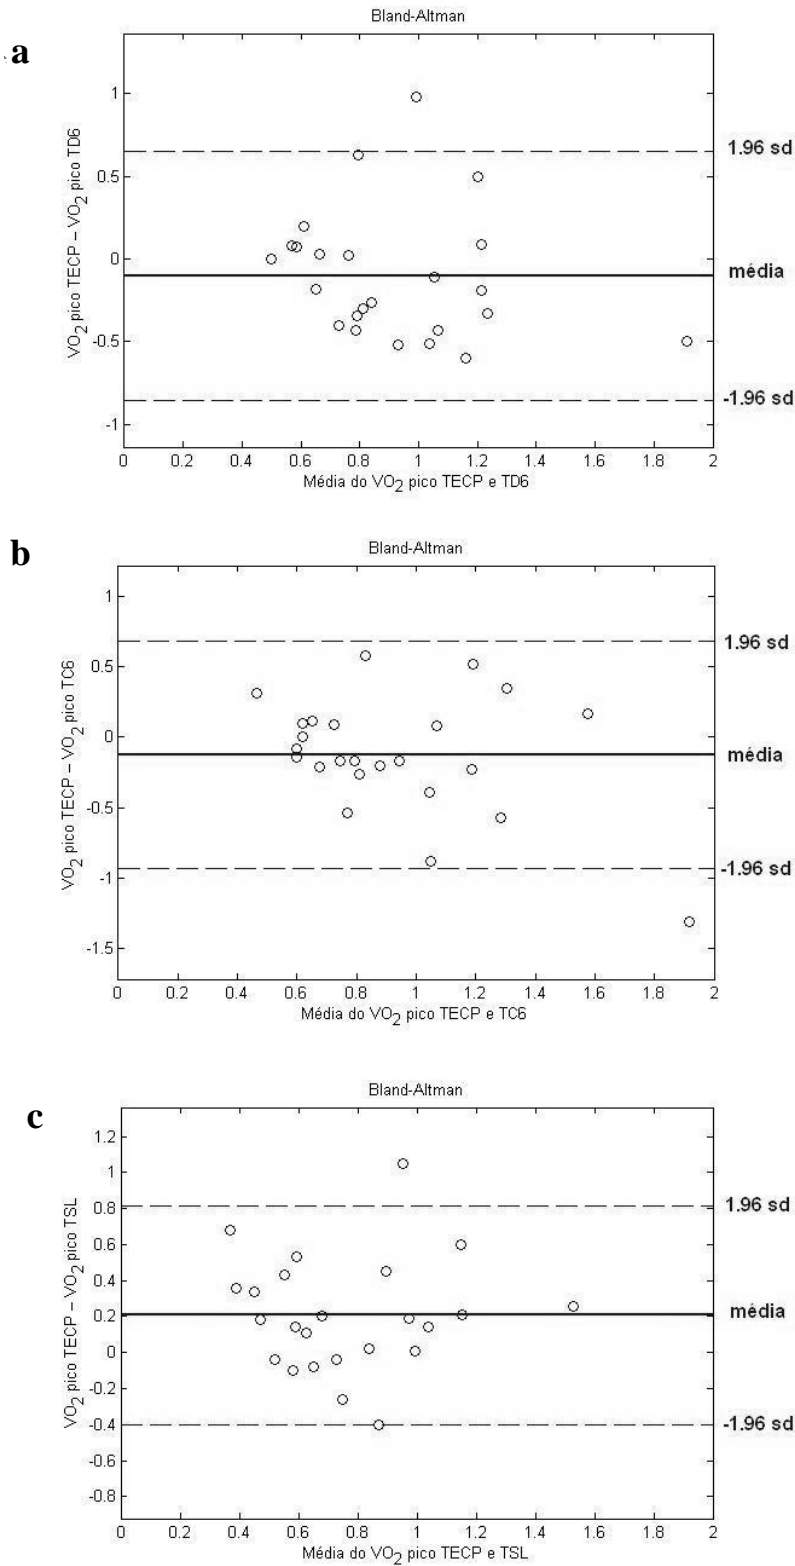 Bland-Altman
a
1
0.5
0
-0.5
-1
VO2 pico TECP – VO2 pico TD6
1.96 sd
média
-1.96 sd
0 0.2 0.4 0.6 0.8 1 1.2 1.4 1.6 1.8 2
Média do VO2 pico TECP e TD6
b
Bland-Altman
1
0.5
0
-0.5
-1
-1.5
VO2 pico TECP – VO2 pico TC6
1.96 sd
média
-1.96 sd
0 0.2 0.4 0.6 0.8 1 1.2 1.4 1.6 1.8 2
Média do VO2 pico TECP e TC6
Bland-Altman
c
1.2
1
0.8
0.6
0.4
0.2
0
-0.2
-0.4
-0.6
-0.8
VO2 pico TECP – VO2 pico TSL
1.96 sd
média
-1.96 sd
0 0.2 0.4 0.6 0.8 1 1.2 1.4 1.6 1.8 2
Média do VO2 pico TECP e TSL